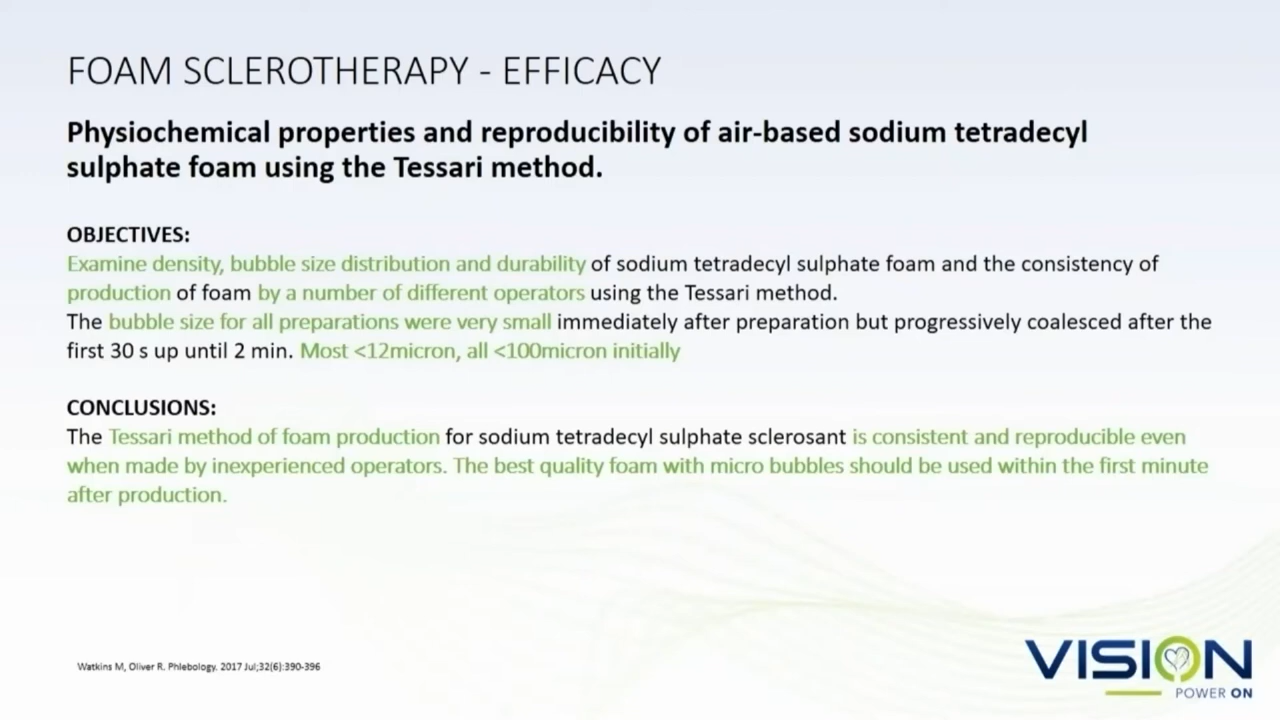 FOAM SCLEROTHERAPY - EFFICACY
Physiochemical properties and reproducibility of air-based sodium tetradecyl
sulphate foam using the Tessari method.
OBJECTIVES:
Examine density, bubble size distribution and durability of sodium tetradecyl sulphate foam and the consistency of
production of foam by a number of different operators using the Tessari method.
The bubble size for all preparations were very small immediately after preparation but progressively coalesced after the
first 30 s up until 2 min. Most <12micron, all <100micron initially
CONCLUSIONS:
The Tessari method of foam production for sodium tetradecyl sulphate sclerosant is consistent and reproducible even
when made by inexperienced operators. The best quality foam with micro bubbles should be used within the first minute
after production.
Watkins M, Oliver R. Phlebology. 2017 Jul;32(6):390-396
VISION
POWER ON